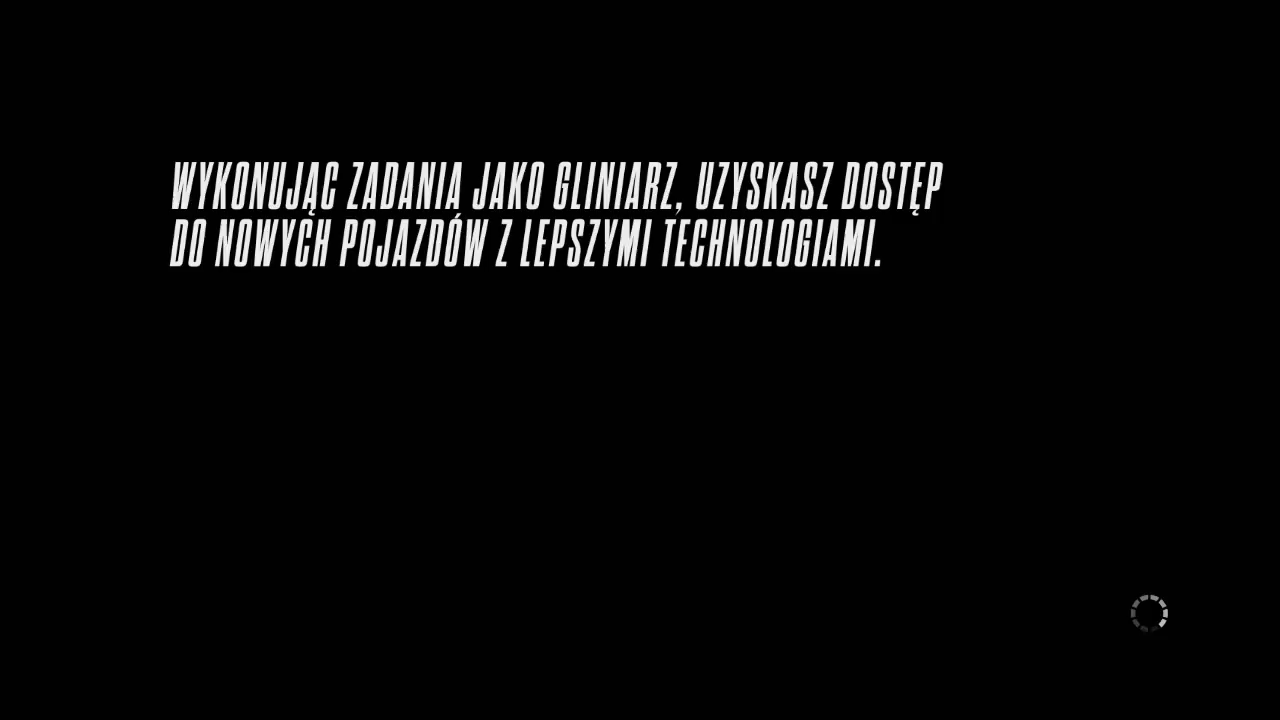 WYKONUJĄC ZADANIA JAKO GLINIARZ, UZYSKASZ DOSTĘP
DO NOWYCH POJAZDÓW Z LEPSZYMI TECHNOLOGIAMI.